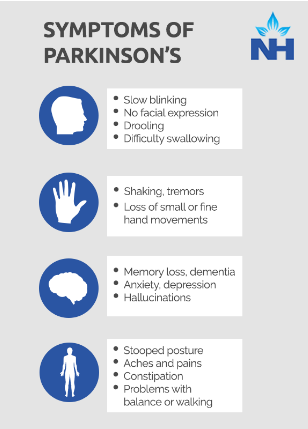 SYMPTOMS OF
PARKINSON'S
NH
• Slow blinking
• No facial expression
• Drooling
• Difficulty swallowing
• Shaking, tremors
• Loss of small or fine
hand movements
• Memory loss, dementia
• Anxiety, depression
• Hallucinations
• Stooped posture
• Aches and pains
• Constipation
• Problems with
balance or walking